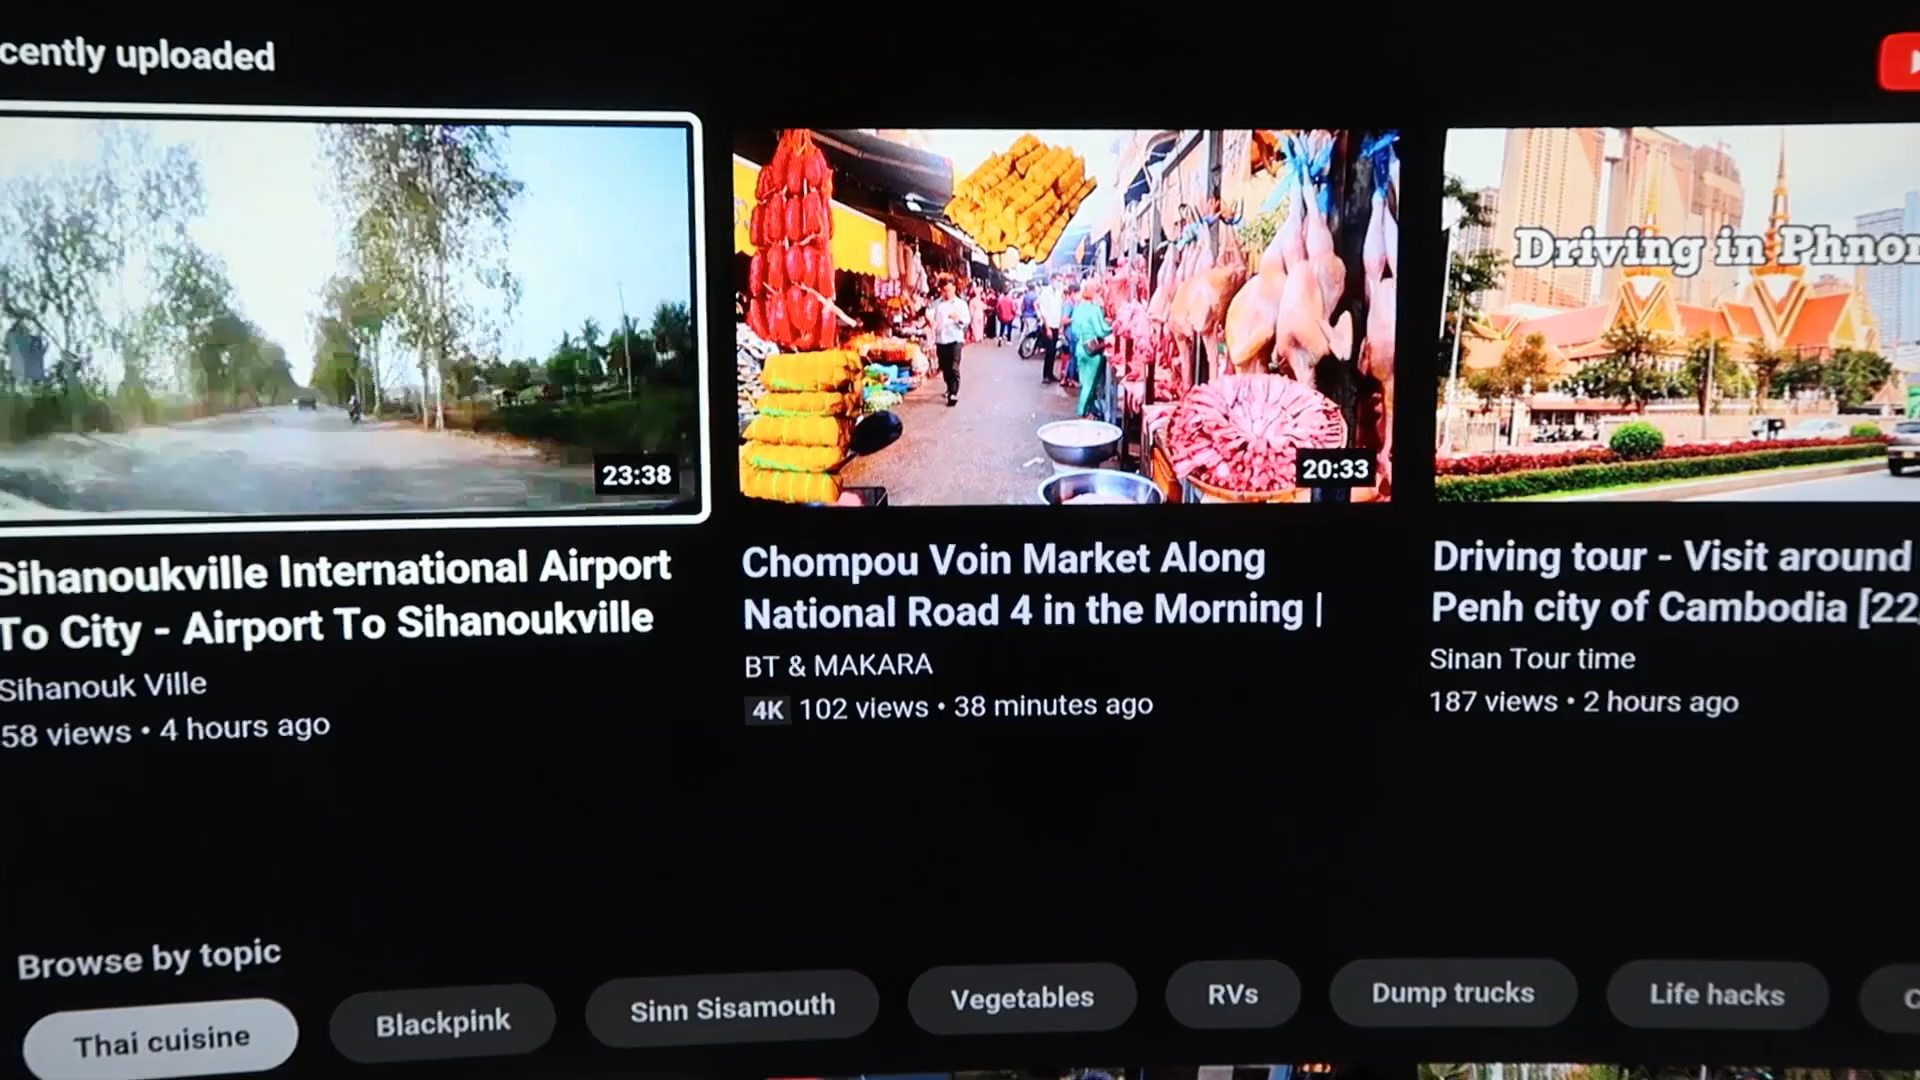 cently uploaded
23:38
Sihanoukville International Airport
To City - Airport To Sihanoukville
Sihanouk Ville
58 views • 4 hours ago
20:33
Chompou Voin Market Along
National Road 4 in the Morning |
BT & MAKARA
4K 102 views • 38 minutes ago
Driving in Phnom
Driving tour - Visit around
Penh city of Cambodia [22
Sinan Tour time
187 views • 2 hours ago
Browse by topic
Thai cuisine
Blackpink
Sinn Sisamouth
Vegetables
RVs
Dump trucks
Life hacks